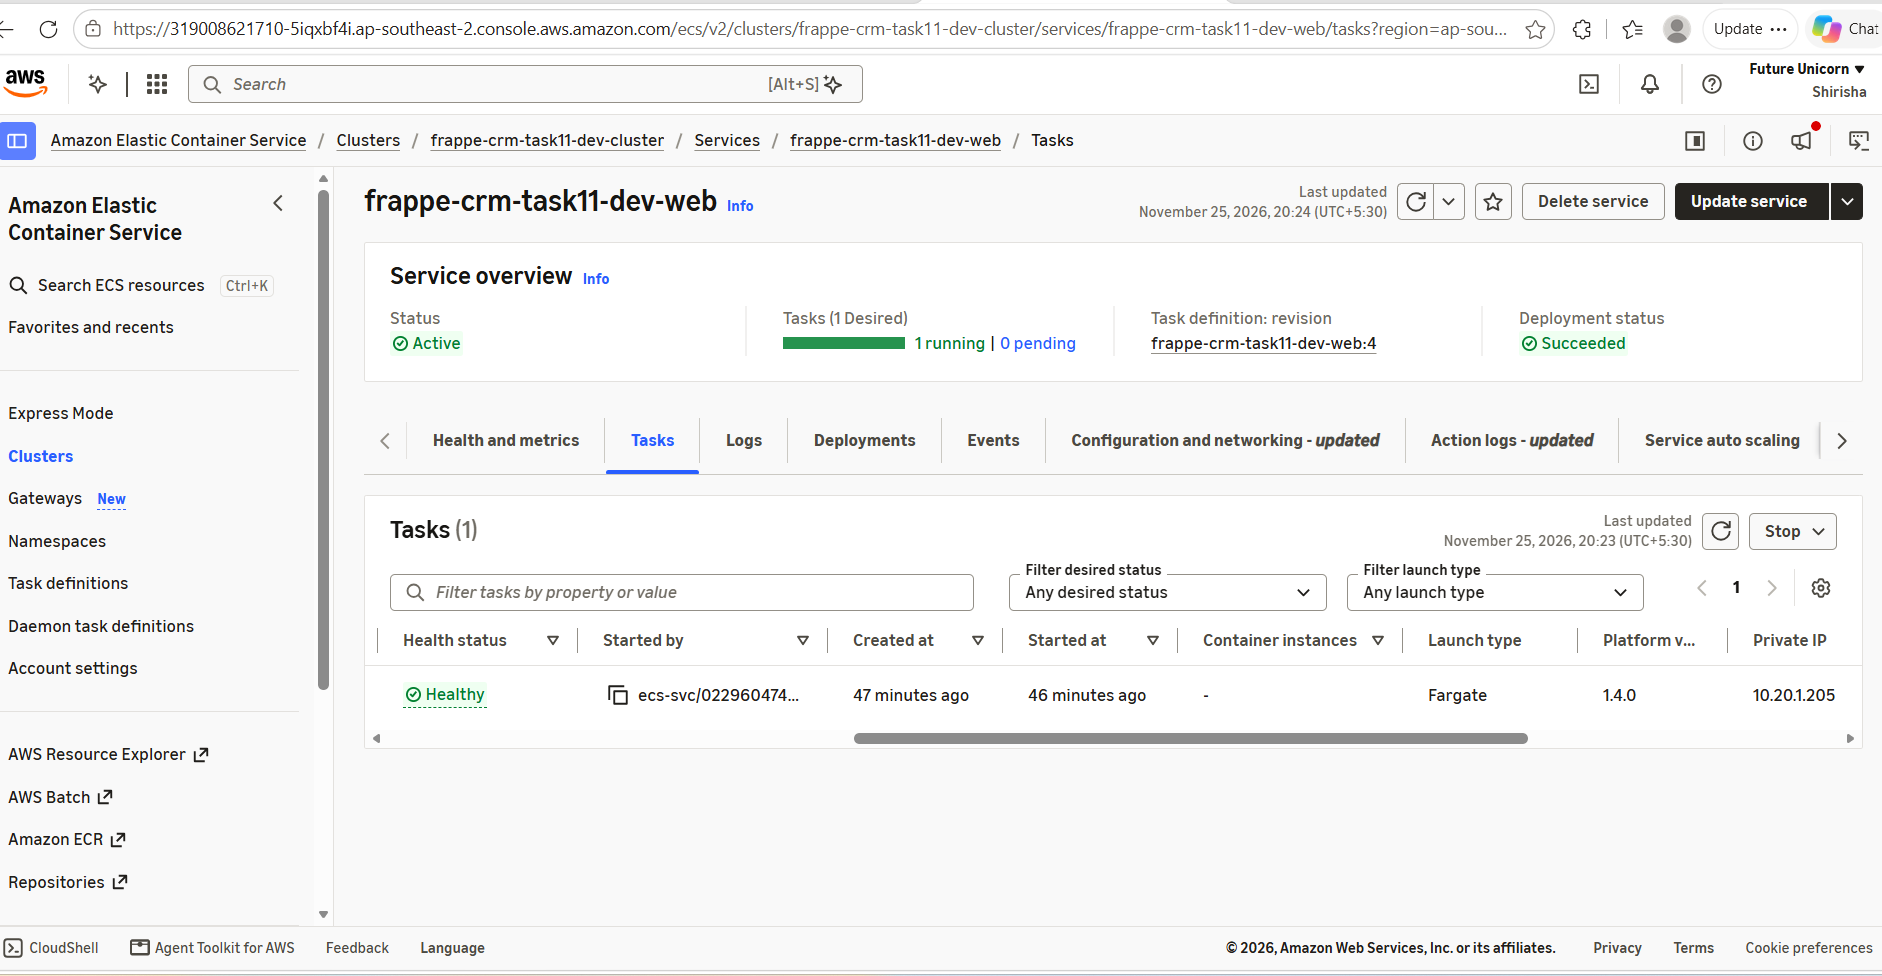 https://319008621710-5iqxbf4i.ap-southeast-2.console.aws.amazon.com/ecs/v2/clusters/frappe-crm-task11-dev-cluster/services/frappe-crm-task11-dev-web/tasks?region=ap-sou...
Update
Chat
aws
Search
[Alt+S]
Future Unicorn
Shirisha
Amazon Elastic Container Service / Clusters / frappe-crm-task11-dev-cluster / Services / frappe-crm-task11-dev-web / Tasks
Amazon Elastic
Container Service
Search ECS resources Ctrl+K
Favorites and recents
Express Mode
Clusters
Gateways New
Namespaces
Task definitions
Daemon task definitions
Account settings
AWS Resource Explorer
AWS Batch
Amazon ECR
Repositories
frappe-crm-task11-dev-web Info
Last updated
November 25, 2026, 20:24 (UTC+5:30)
Delete service
Update service
Service overview Info
Status
Active
Tasks (1 Desired)
1 running | 0 pending
Task definition: revision
frappe-crm-task11-dev-web:4
Deployment status
Succeeded
Health and metrics
Tasks
Logs
Deployments
Events
Configuration and networking - updated
Action logs - updated
Service auto scaling
Tasks (1)
Last updated
November 25, 2026, 20:23 (UTC+5:30)
Stop
Filter tasks by property or value
Filter desired status
Any desired status
Filter launch type
Any launch type
1
Health status Started by Created at Started at Container instances Launch type Platform v... Private IP
Healthy ecs-svc/022960474... 47 minutes ago 46 minutes ago - Fargate 1.4.0 10.20.1.205
CloudShell Agent Toolkit for AWS Feedback Language
© 2026, Amazon Web Services, Inc. or its affiliates. Privacy Terms Cookie preferences